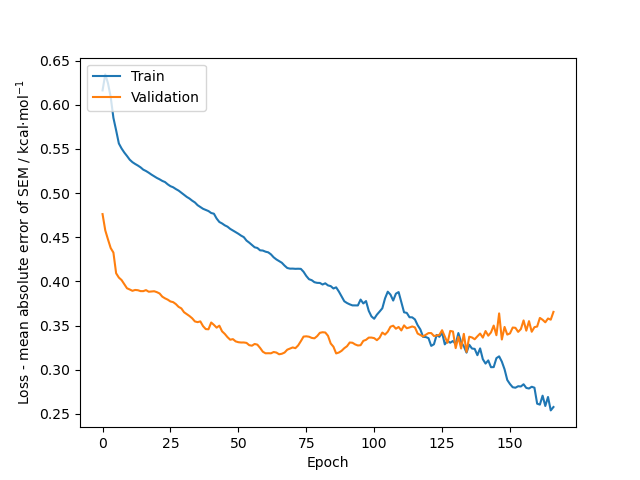 Train
Validation
0.65
0.60
0.55
0.50
0.45
0.40
0.35
0.30
0.25
Loss - mean absolute error of SEM / kcal·mol⁻¹
0 25 50 75 100 125 150
Epoch